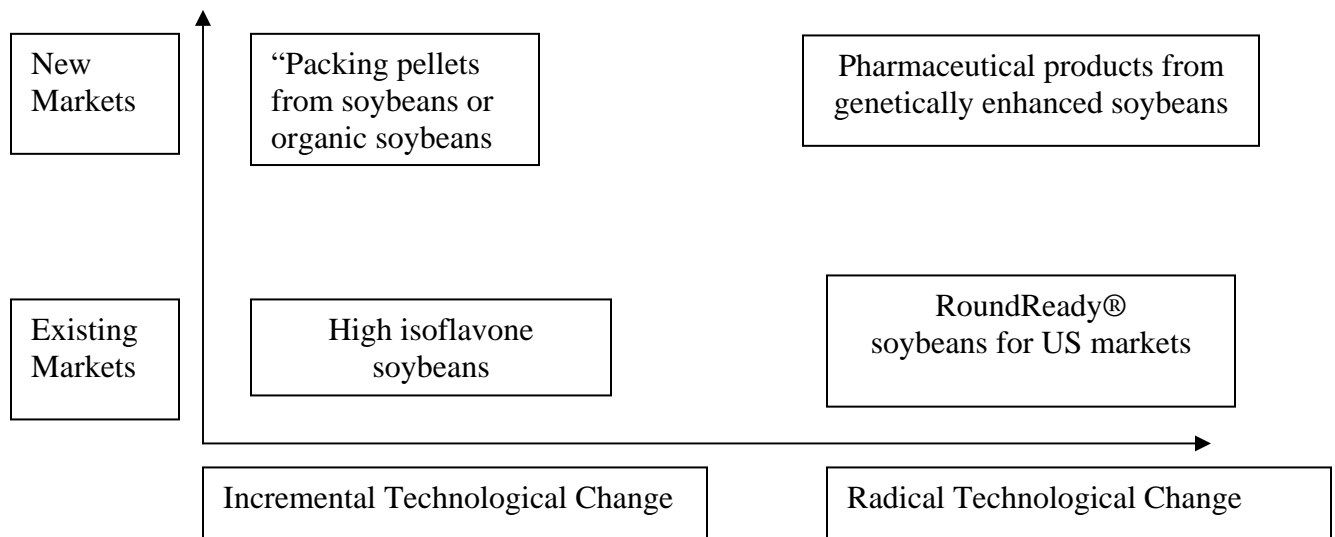 New
Markets
“Packing pellets
from soybeans or
organic soybeans
Pharmaceutical products from
genetically enhanced soybeans
Existing
Markets
High isoflavone
soybeans
RoundReady®
soybeans for US markets
Incremental Technological Change
Radical Technological Change